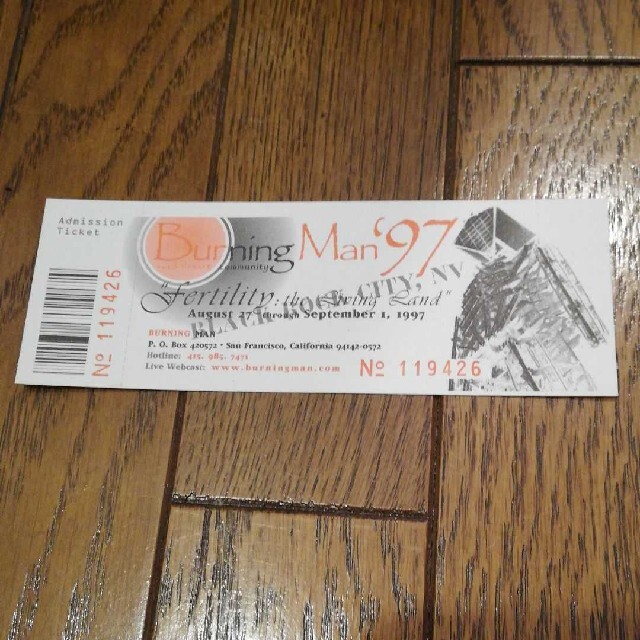 Admission
Ticket
Nº 119426
Burning Man '97
community
"Fertility: the Living Land"
BLACK ROCK CITY, NV
August 27 through September 1, 1997
BURNING MAN
P. O. Box 420572 • San Francisco, California 94142-0572
Hotline: 415. 985. 7471
Live Webcast: www.burningman.com
Nº 119426